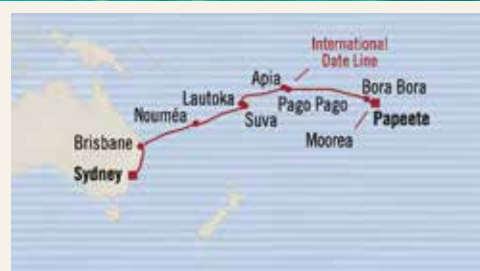 International
Date Line
Apia
Bora Bora
Lautoka
Pago Pago
Nouméa
Suva
Papeete
Moorea
Brisbane
Sydney